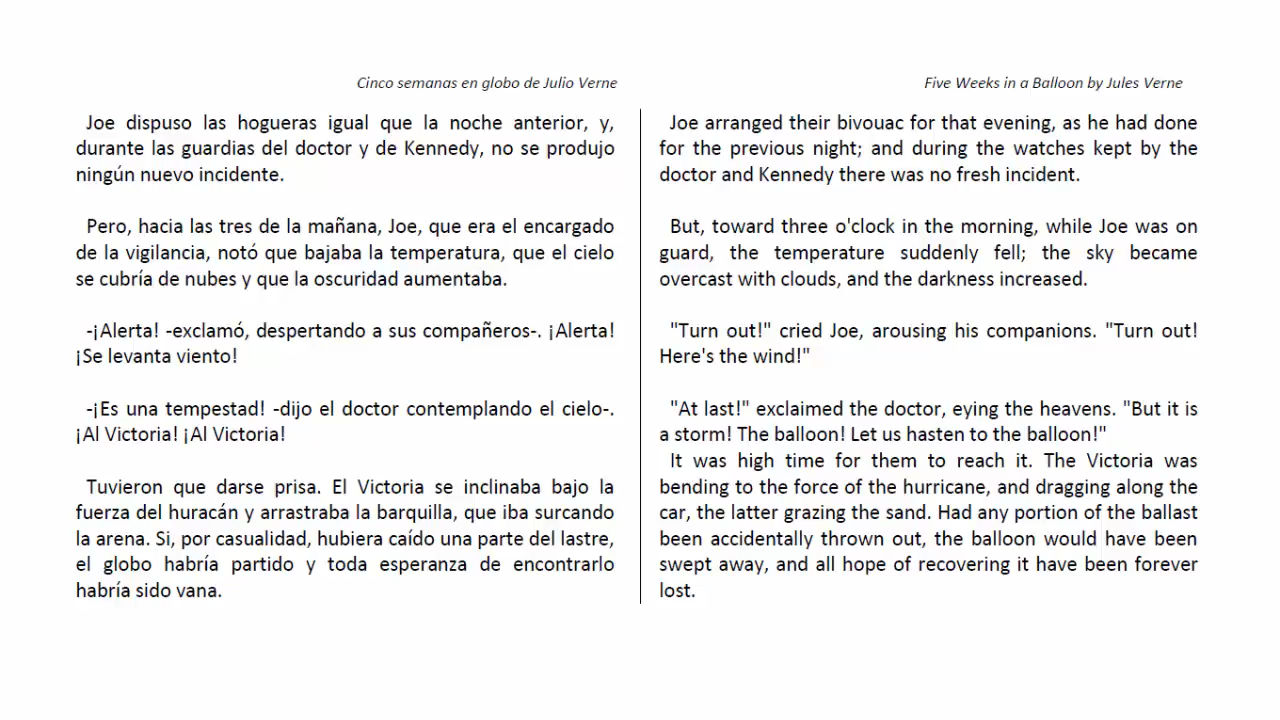 Cinco semanas en globo de Julio Verne
Joe dispuso las hogueras igual que la noche anterior, y,
durante las guardias del doctor y de Kennedy, no se produjo
ningún nuevo incidente.
Pero, hacia las tres de la mañana, Joe, que era el encargado
de la vigilancia, notó que bajaba la temperatura, que el cielo
se cubría de nubes y que la oscuridad aumentaba.
-¡Alerta! -exclamó, despertando a sus compañeros-. ¡Alerta!
¡Se levanta viento!
-¡Es una tempestad! -dijo el doctor contemplando el cielo-.
¡Al Victoria! ¡Al Victoria!
Tuvieron que darse prisa. El Victoria se inclinaba bajo la
fuerza del huracán y arrastraba la barquilla, que iba surcando
la arena. Si, por casualidad, hubiera caído una parte del lastre,
el globo habría partido y toda esperanza de encontrarlo
habría sido vana.
Five Weeks in a Balloon by Jules Verne
Joe arranged their bivouac for that evening, as he had done
for the previous night; and during the watches kept by the
doctor and Kennedy there was no fresh incident.
But, toward three o'clock in the morning, while Joe was on
guard, the temperature suddenly fell; the sky became
overcast with clouds, and the darkness increased.
"Turn out!" cried Joe, arousing his companions. "Turn out!
Here's the wind!"
"At last!" exclaimed the doctor, eying the heavens. "But it is
a storm! The balloon! Let us hasten to the balloon!"
It was high time for them to reach it. The Victoria was
bending to the force of the hurricane, and dragging along the
car, the latter grazing the sand. Had any portion of the ballast
been accidentally thrown out, the balloon would have been
swept away, and all hope of recovering it have been forever
lost.